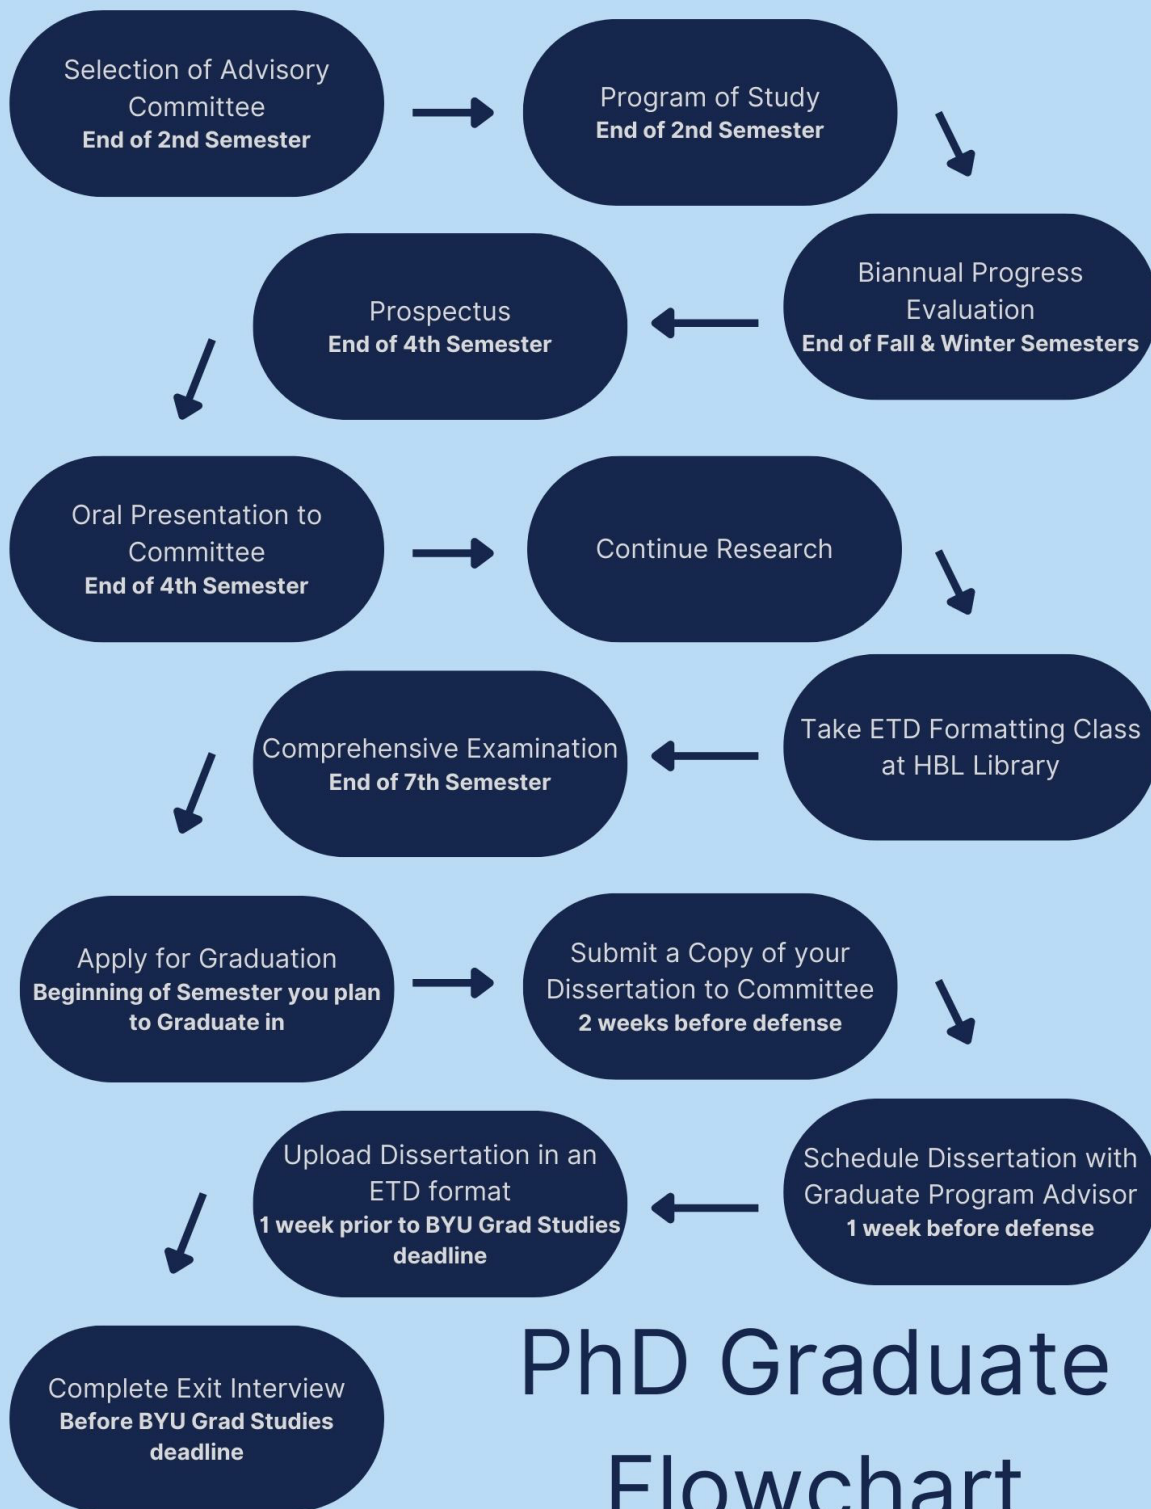 Selection of Advisory
Committee
End of 2nd Semester
Program of Study
End of 2nd Semester
Biannual Progress
Evaluation
End of Fall & Winter Semesters
Prospectus
End of 4th Semester
Oral Presentation to
Committee
End of 4th Semester
Continue Research
Take ETD Formatting Class
at HBL Library
Comprehensive Examination
End of 7th Semester
Apply for Graduation
Beginning of Semester you plan
to Graduate in
Submit a Copy of your
Dissertation to Committee
2 weeks before defense
Schedule Dissertation with
Graduate Program Advisor
1 week before defense
Upload Dissertation in an
ETD format
1 week prior to BYU Grad Studies
deadline
Complete Exit Interview
Before BYU Grad Studies
deadline
PhD Graduate
Flowchart